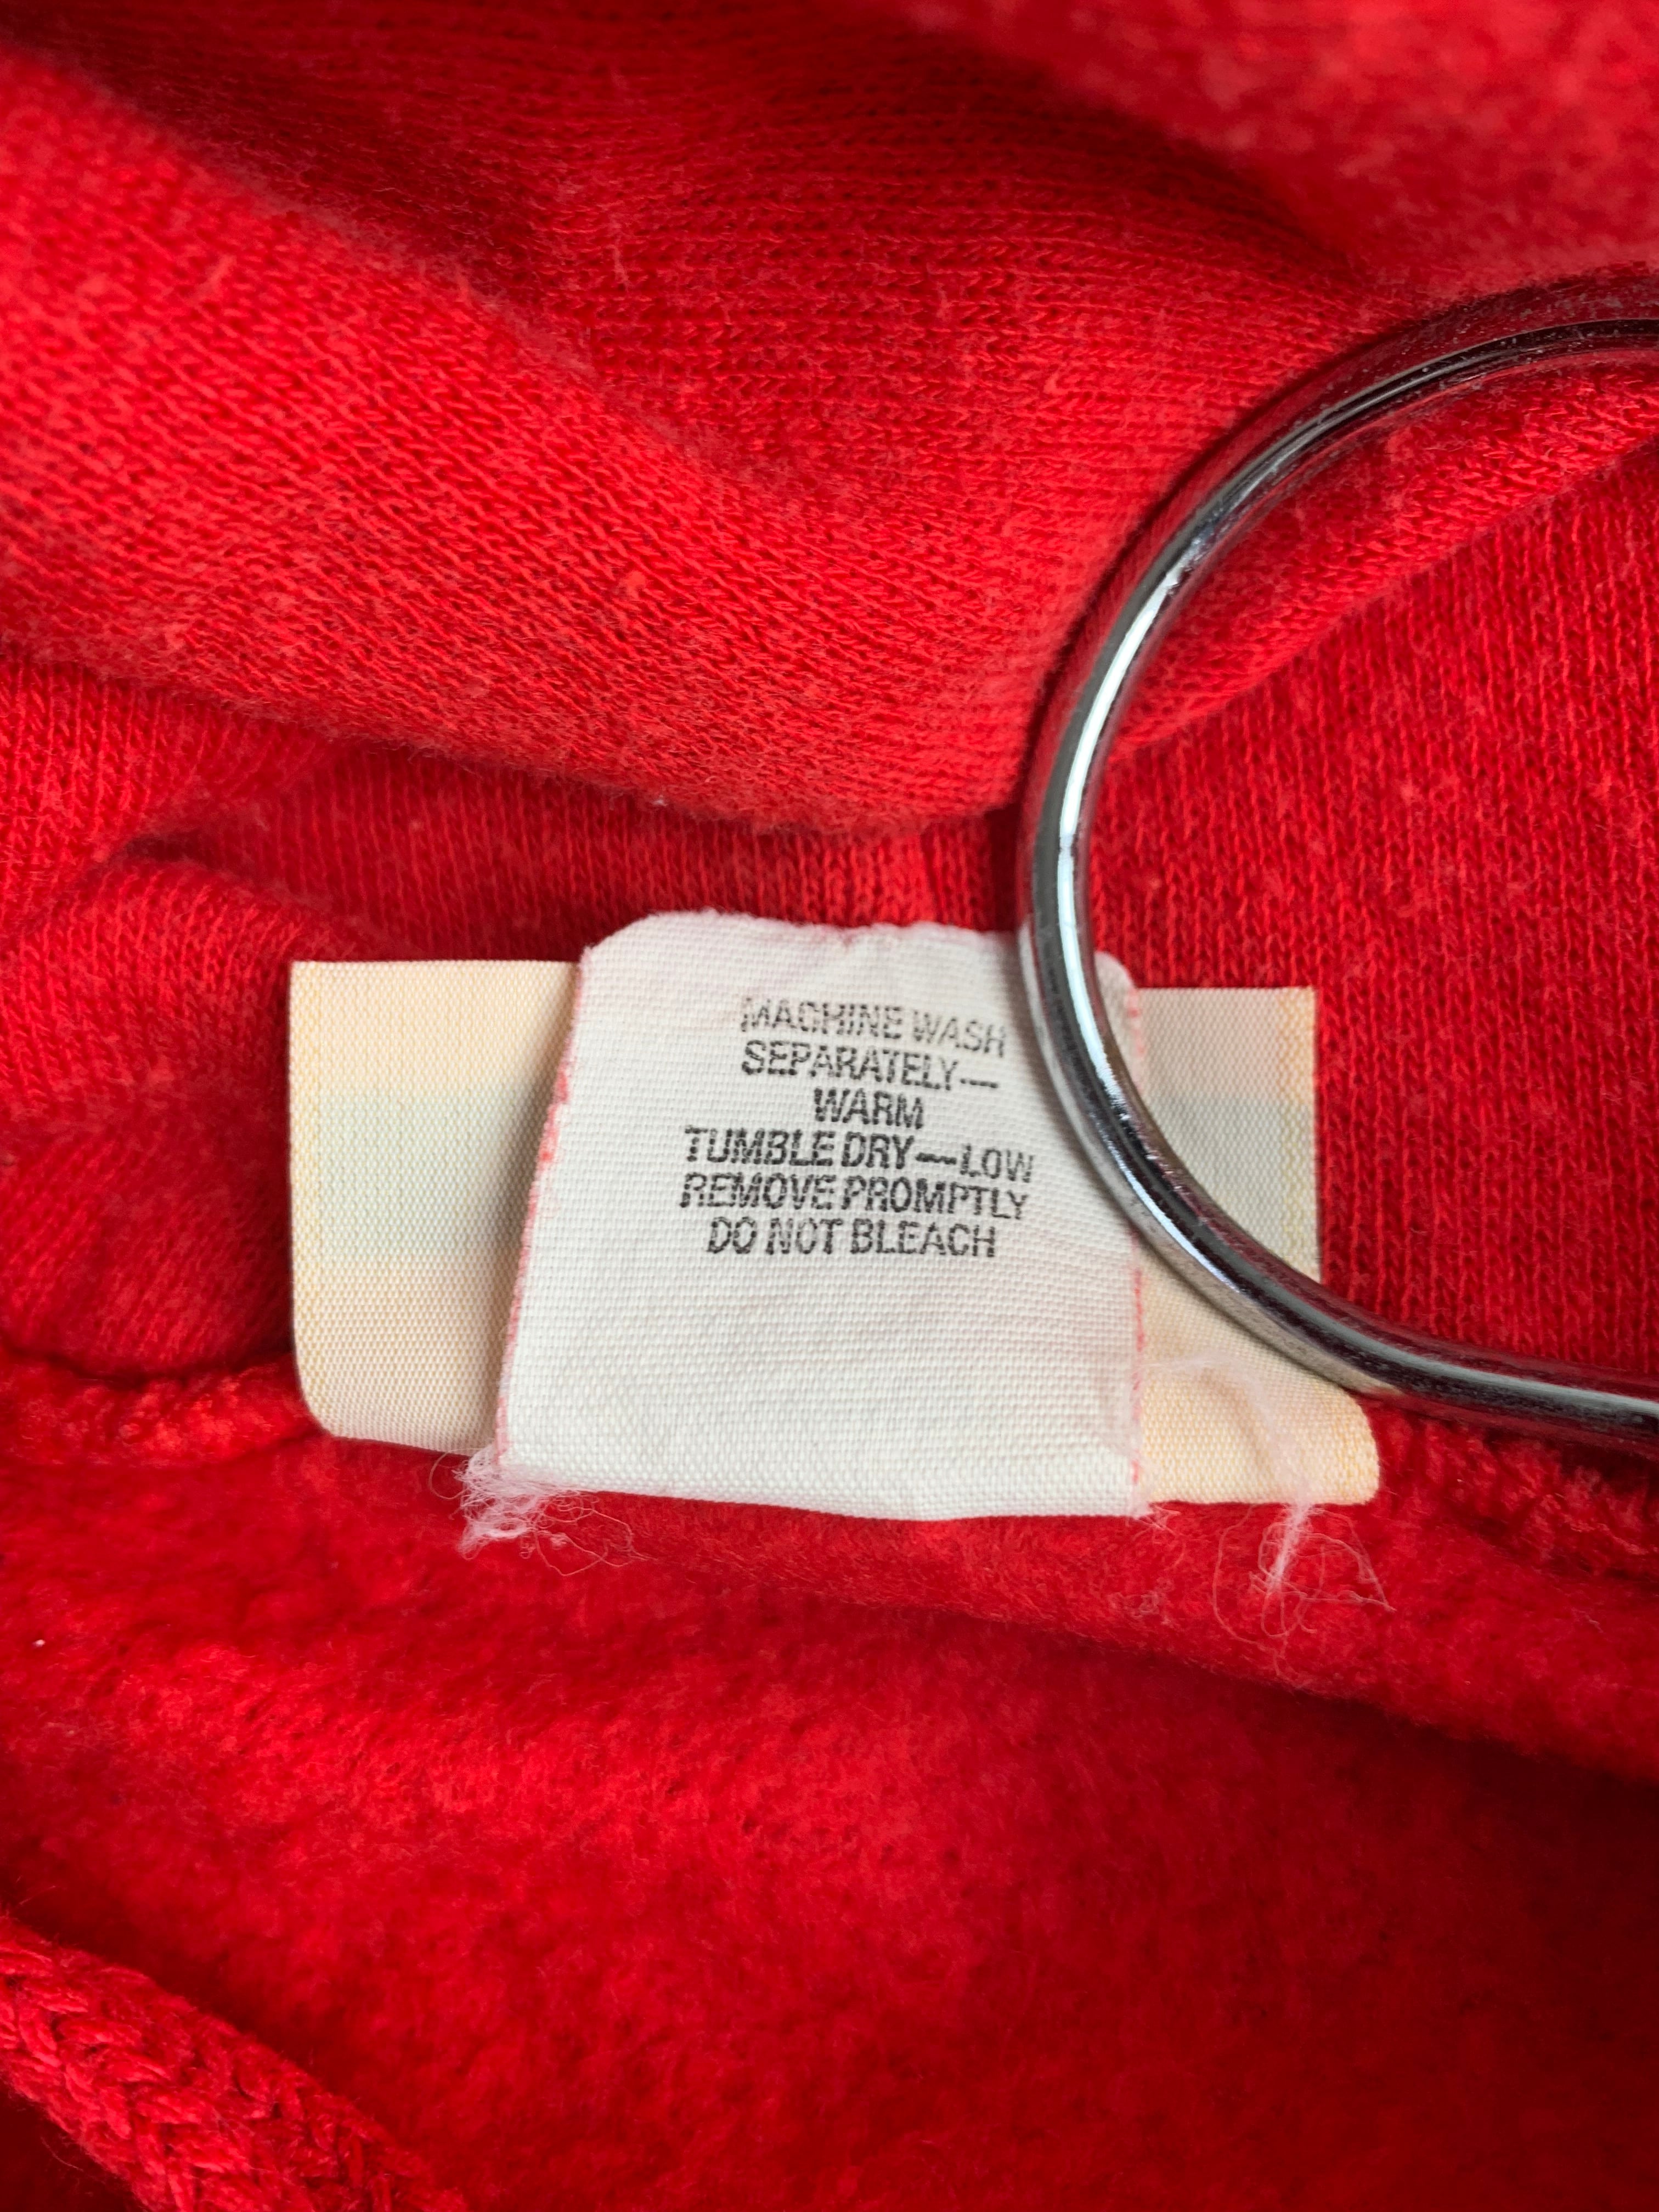 MACHINE WASH
SEPARATELY—
WARM
TUMBLE DRY—LOW
REMOVE PROMPTLY
DO NOT BLEACH